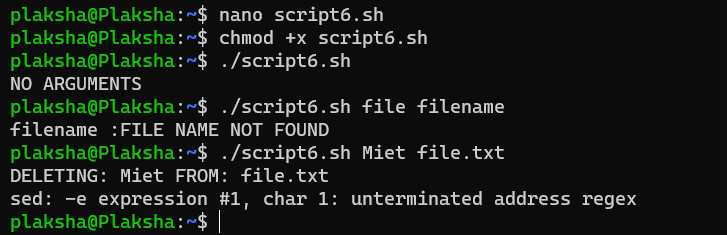 plaksha@Plaksha:~$ nano script6.sh
plaksha@Plaksha:~$ chmod +x script6.sh
plaksha@Plaksha:~$ ./script6.sh
NO ARGUMENTS
plaksha@Plaksha:~$ ./script6.sh file filename
filename :FILE NAME NOT FOUND
plaksha@Plaksha:~$ ./script6.sh Miet file.txt
DELETING: Miet FROM: file.txt
sed: -e expression #1, char 1: unterminated address regex
plaksha@Plaksha:~$